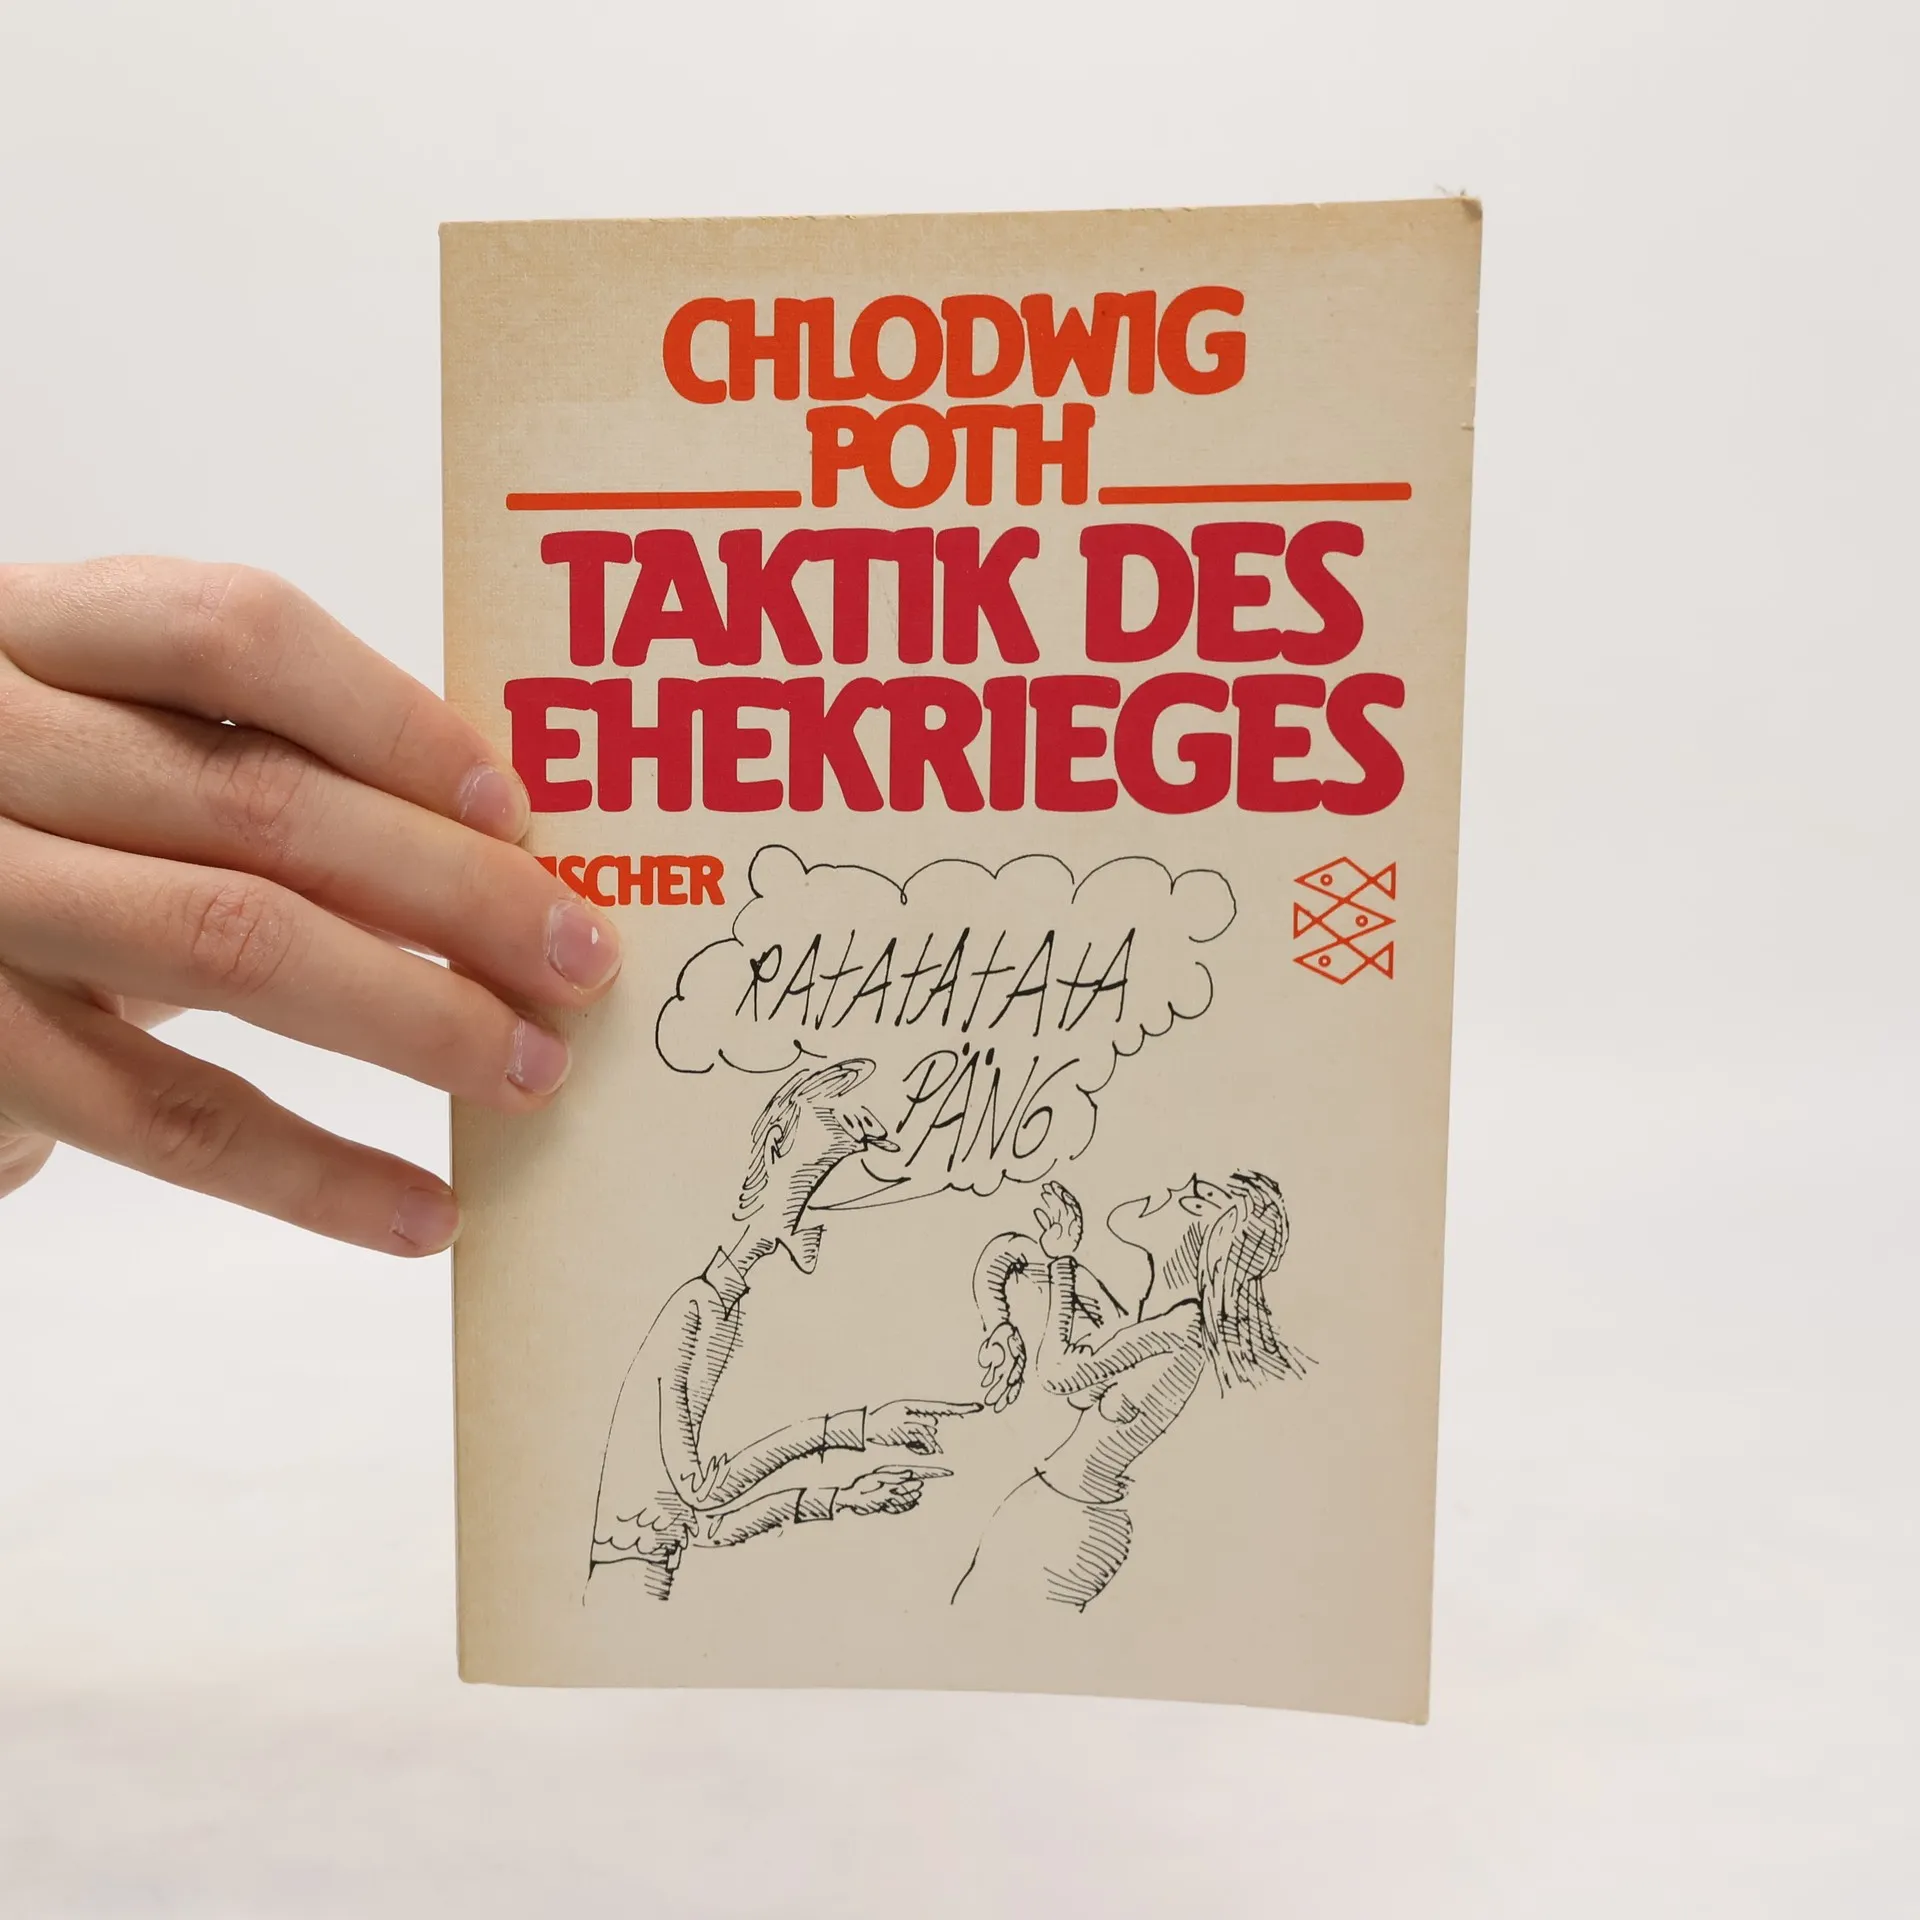 CHLODWIG
POTH
TAKTIK DES
EHEKRIEGES
ISCHER
RATATATATA
PÄNG